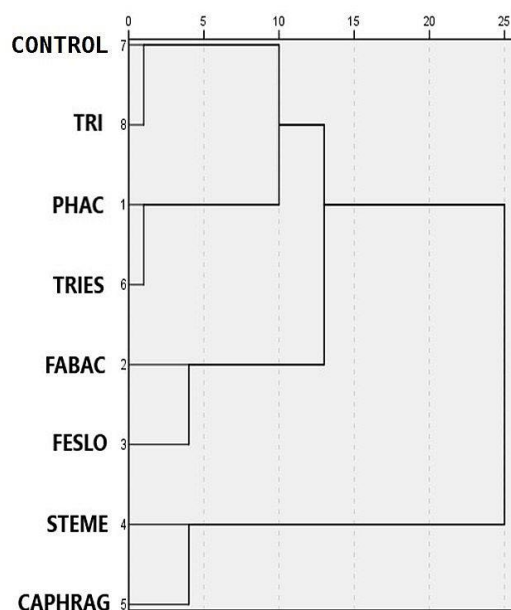 0 5 10 15 20 25
CONTROL 7
TRI 8
PHAC 1
TRIES 6
FABAC 2
FESLO 3
STEME 4
CAPHRAG 5